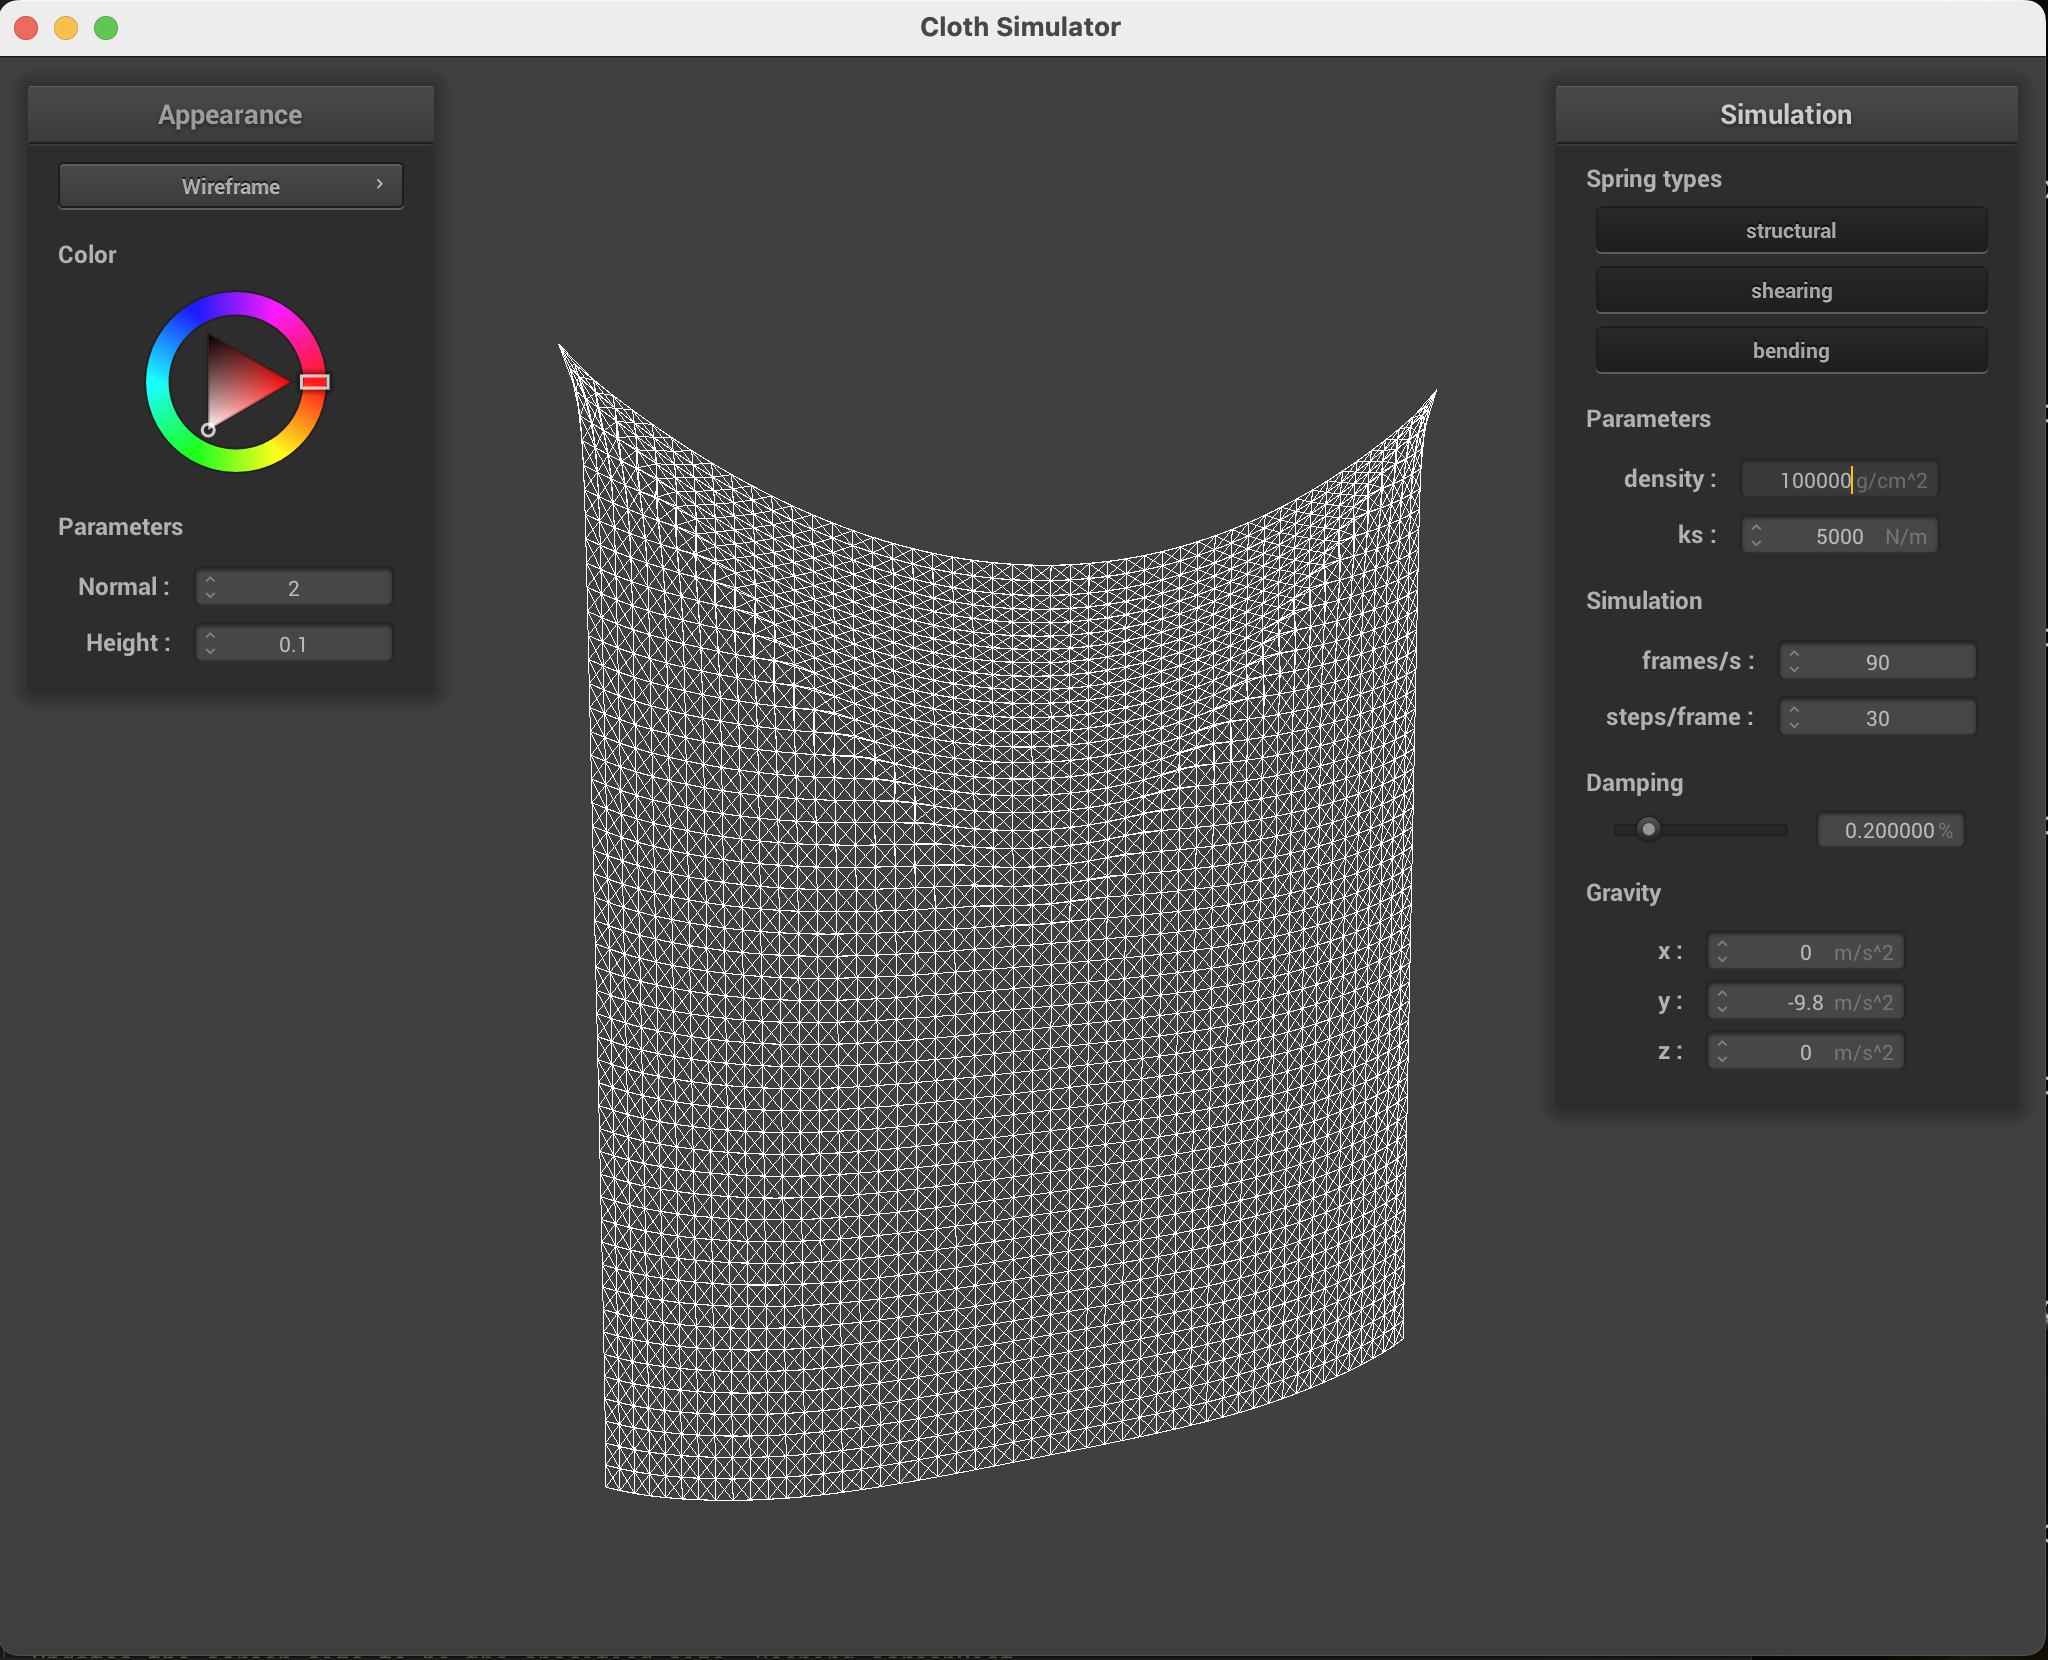 Cloth Simulator
Appearance
Wireframe
Color
Parameters
Normal : 2
Height : 0.1
Simulation
Spring types
structural
shearing
bending
Parameters
density : 100000 g/cm^2
ks : 5000 N/m
Simulation
frames/s : 90
steps/frame : 30
Damping
0.200000 %
Gravity
x : 0 m/s^2
y : -9.8 m/s^2
z : 0 m/s^2